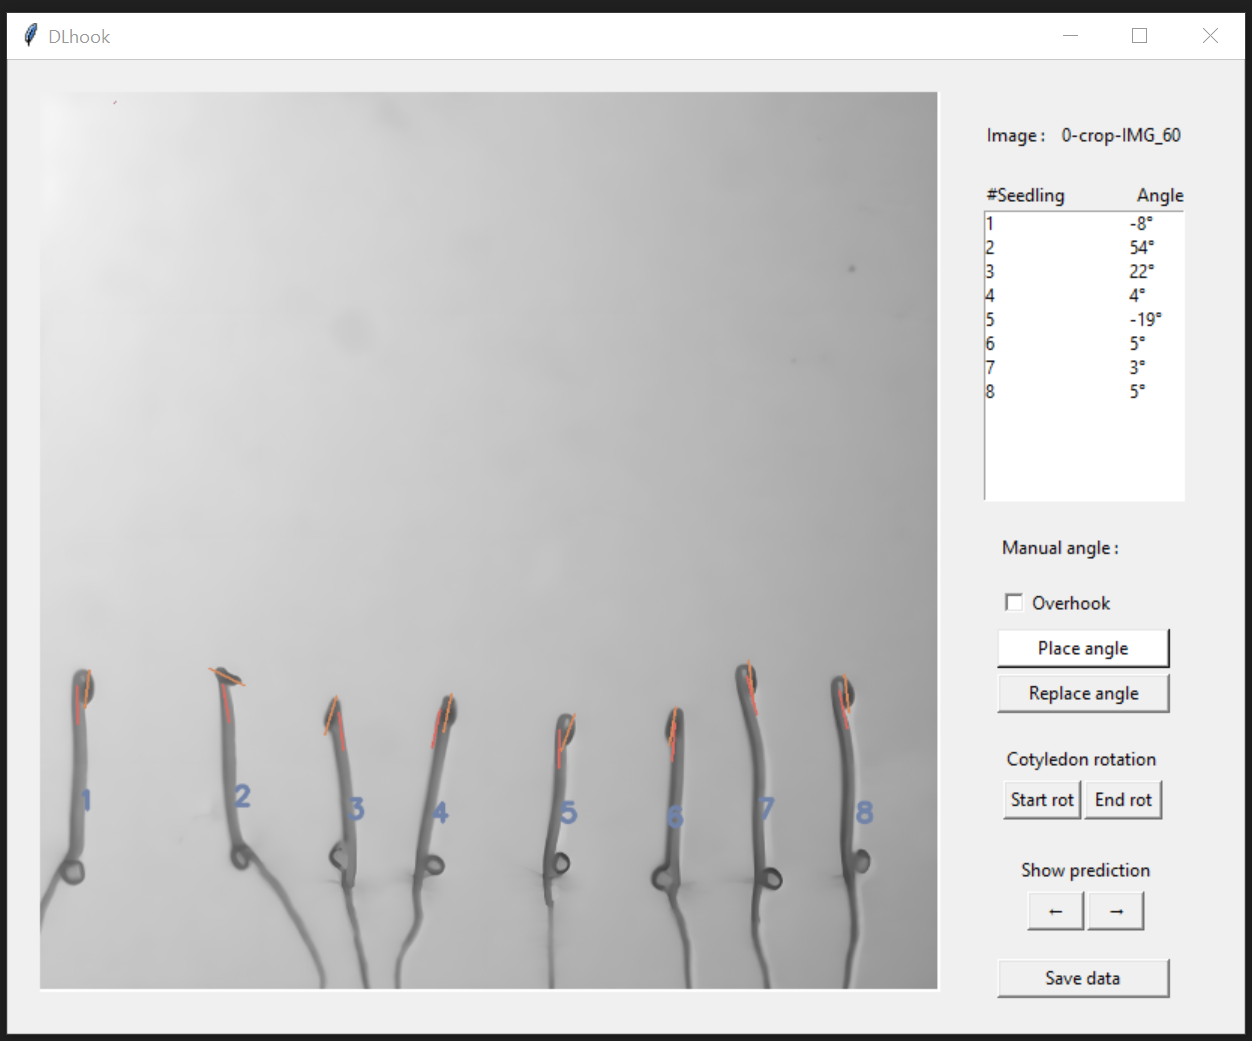 DLhook
Image : 0-crop-IMG_60
#Seedling Angle
1 -8°
2 54°
3 22°
4 4°
5 -19°
6 5°
7 3°
8 5°
Manual angle :
Overhook
Place angle
Replace angle
Cotyledon rotation
Start rot End rot
Show prediction
← →
Save data
1 2 3 4 5 6 7 8